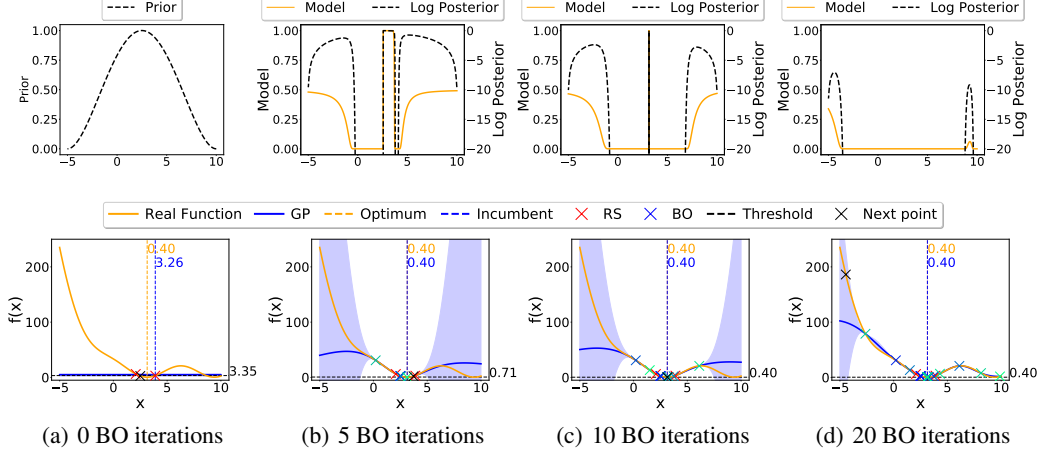 Prior
Model Log Posterior
Model Log Posterior
Model Log Posterior
Prior
1.00
0.75
0.50
0.25
0.00
−5 0 5 10
Model
1.00
0.75
0.50
0.25
0.00
−5 0 5 10
0
−5
−10
−15
−20
Log Posterior
Model
1.00
0.75
0.50
0.25
0.00
−5 0 5 10
0
−5
−10
−15
−20
Log Posterior
Model
1.00
0.75
0.50
0.25
0.00
−5 0 5 10
0
−5
−10
−15
−20
Log Posterior
Real Function GP Optimum Incumbent RS BO Threshold Next point
f(x)
200
100
0
−5 0 5 10
x
0.40
3.26
3.35
f(x)
200
100
0
−5 0 5 10
x
0.40
0.40
0.71
f(x)
200
100
0
−5 0 5 10
x
0.40
0.40
0.40
f(x)
200
100
0
−5 0 5 10
x
0.40
0.40
0.40
(a) 0 BO iterations
(b) 5 BO iterations
(c) 10 BO iterations
(d) 20 BO iterations